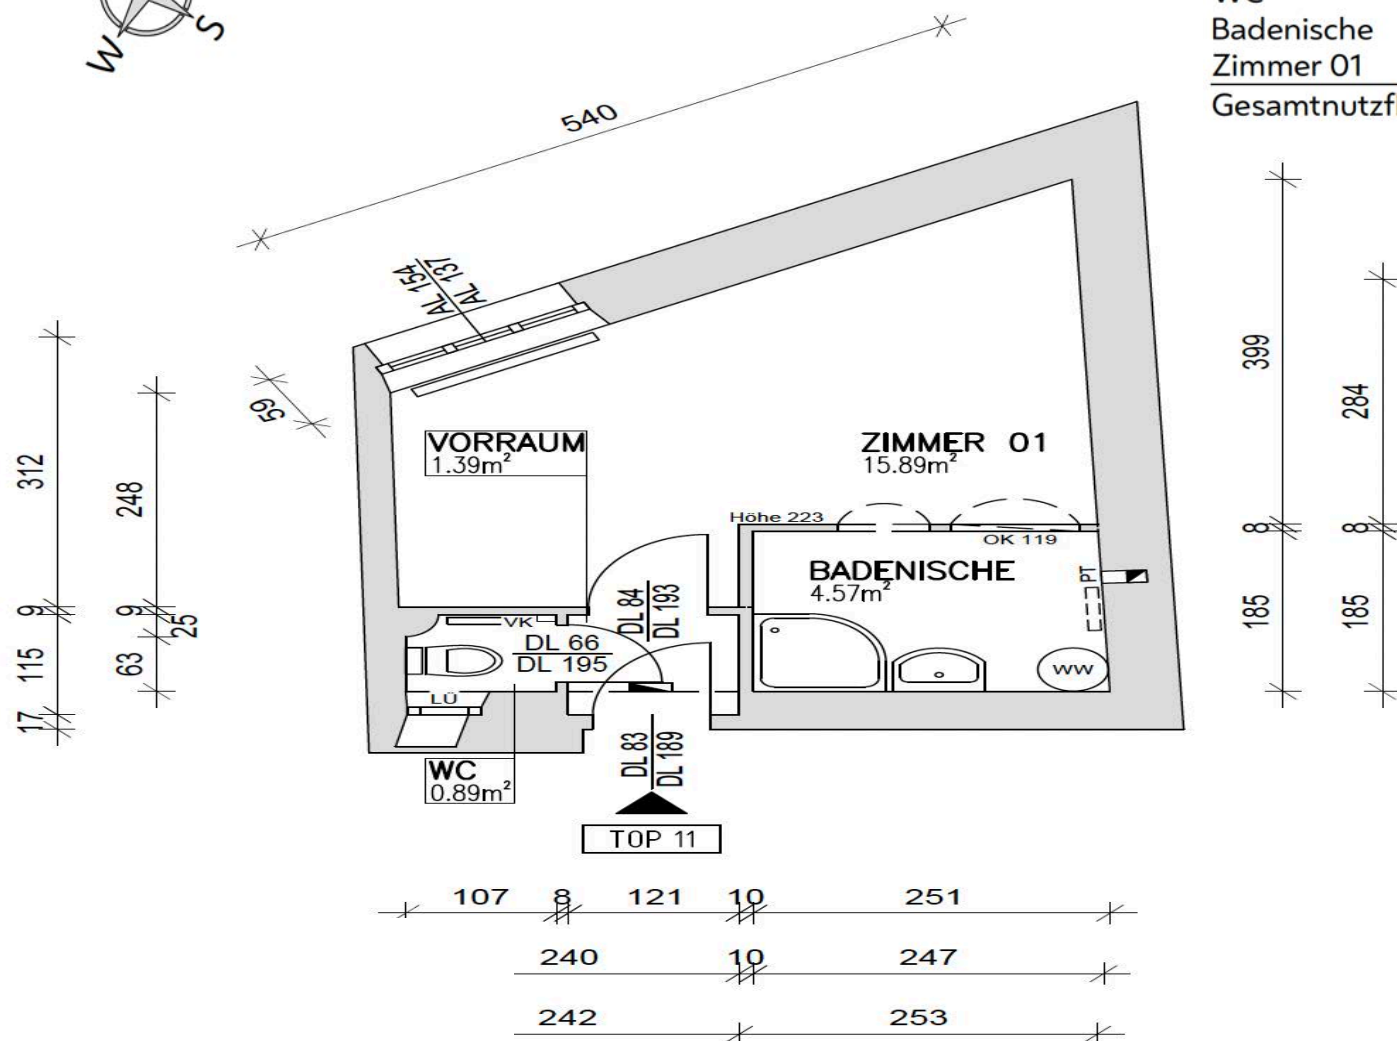 W
S
WC
Badenische
Zimmer 01
Gesamtnutzfl
540
AL 154
AL 137
59
312
248
9
9
25
115
63
17
399
284
8
8
185
185
VORRAUM
1.39m²
ZIMMER 01
15.89m²
Höhe 223
OK 119
BADENISCHE
4.57m²
PT
DL 84
DL 193
VK
DL 66
DL 195
WW
LÜ
DL 83
DL 189
WC
0.89m²
TOP 11
107 8 121 10 251
240 10 247
242 253